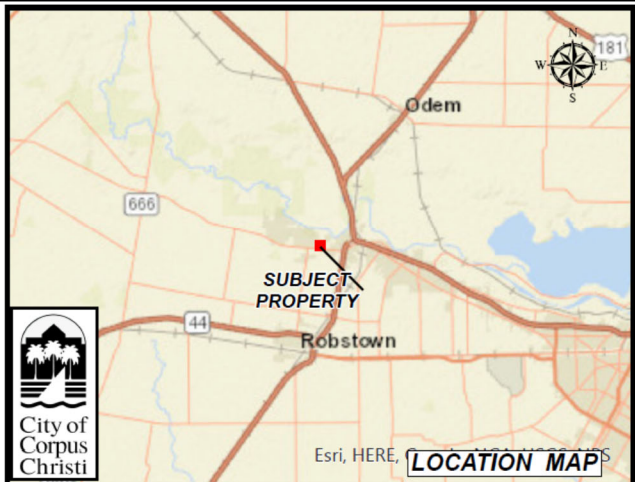 N
181
W
E
S
Odem
666
SUBJECT
PROPERTY
44
Robstown
City of
Corpus
Christi
Esri, HERE,
LOCATION MAP